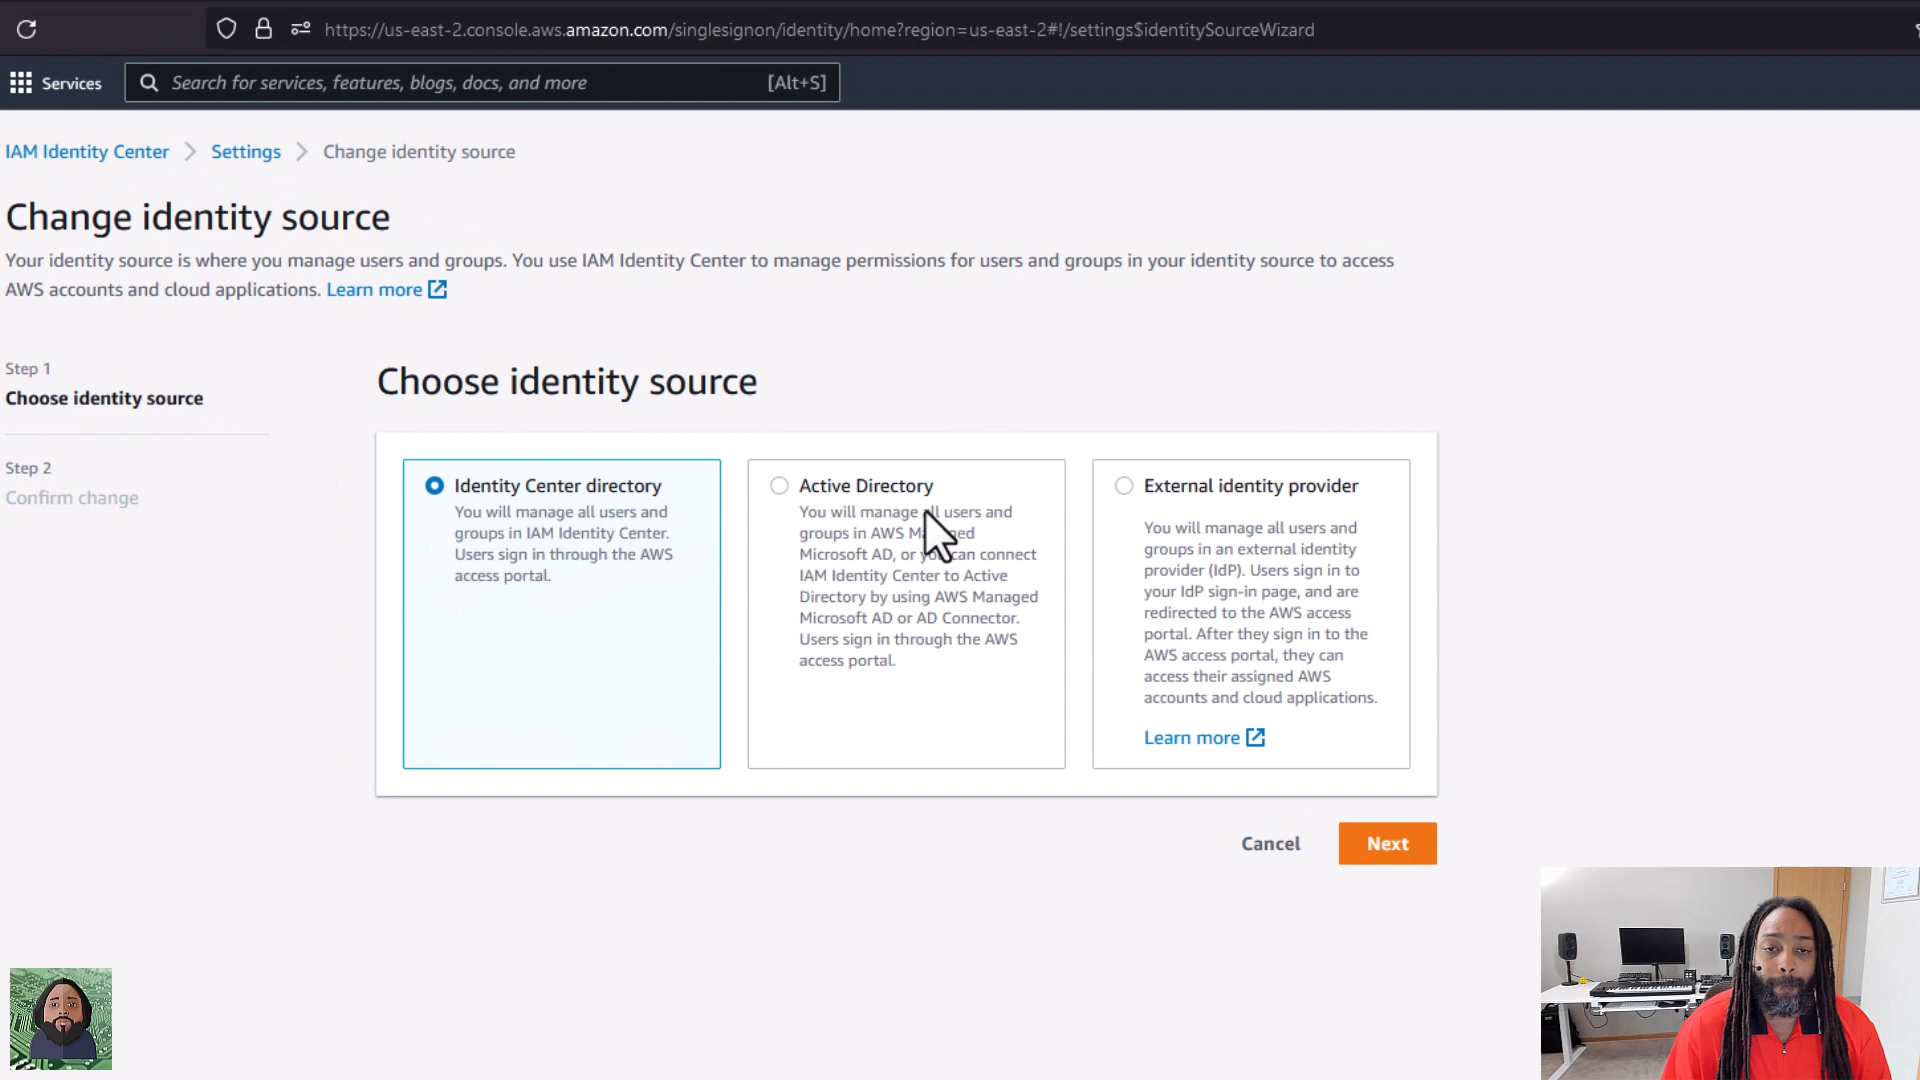 https://us-east-2.console.aws.amazon.com/singlesignon/identity/home?region=us-east-2#!/settings$identitySourceWizard
Services
Search for services, features, blogs, docs, and more
[Alt+S]
IAM Identity Center
Settings
Change identity source
Change identity source
Your identity source is where you manage users and groups. You use IAM Identity Center to manage permissions for users and groups in your identity source to access
AWS accounts and cloud applications. Learn more
Step 1
Choose identity source
Step 2
Confirm change
Choose identity source
Identity Center directory
You will manage all users and
groups in IAM Identity Center.
Users sign in through the AWS
access portal.
Active Directory
You will manage all users and
groups in AWS Managed
Microsoft AD, or you can connect
IAM Identity Center to Active
Directory by using AWS Managed
Microsoft AD or AD Connector.
Users sign in through the AWS
access portal.
External identity provider
You will manage all users and
groups in an external identity
provider (IdP). Users sign in to
your IdP sign-in page, and are
redirected to the AWS access
portal. After they sign in to the
AWS access portal, they can
access their assigned AWS
accounts and cloud applications.
Learn more
Cancel
Next